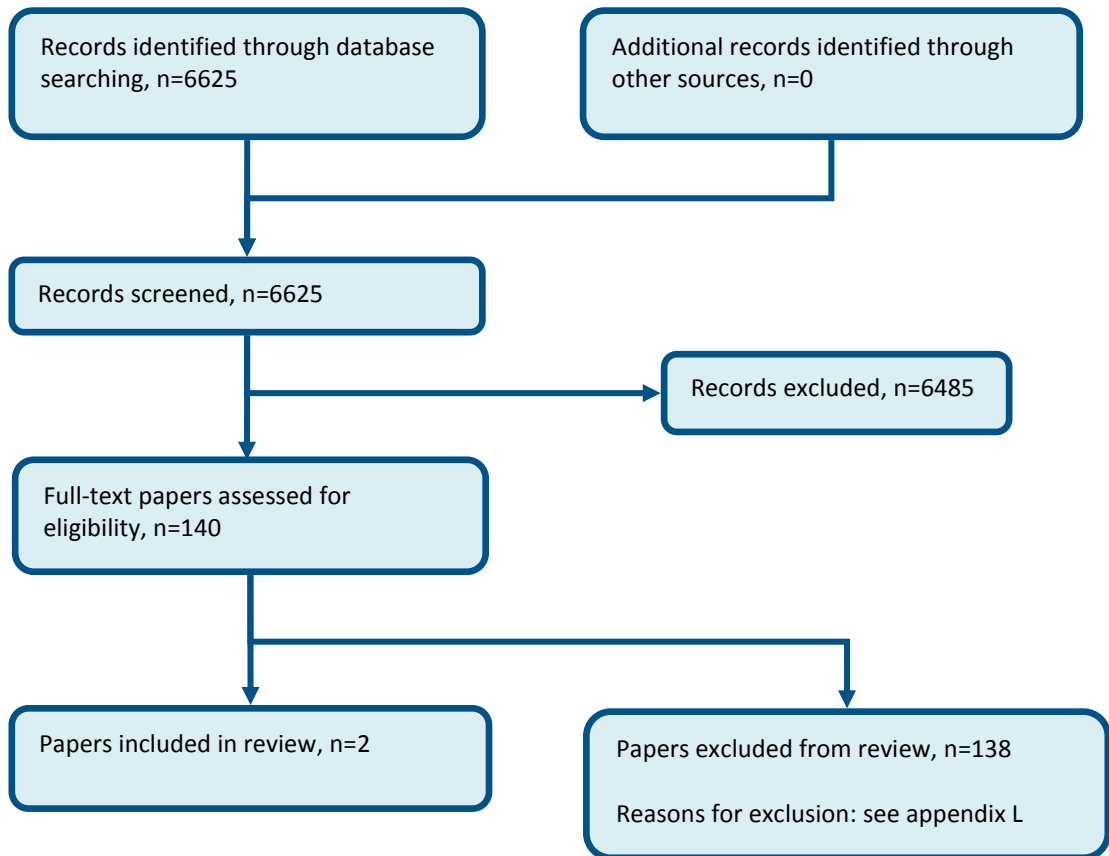 Records identified through database
searching, n=6625
Additional records identified through
other sources, n=0
Records screened, n=6625
Records excluded, n=6485
Full-text papers assessed for
eligibility, n=140
Papers included in review, n=2
Papers excluded from review, n=138
Reasons for exclusion: see appendix L